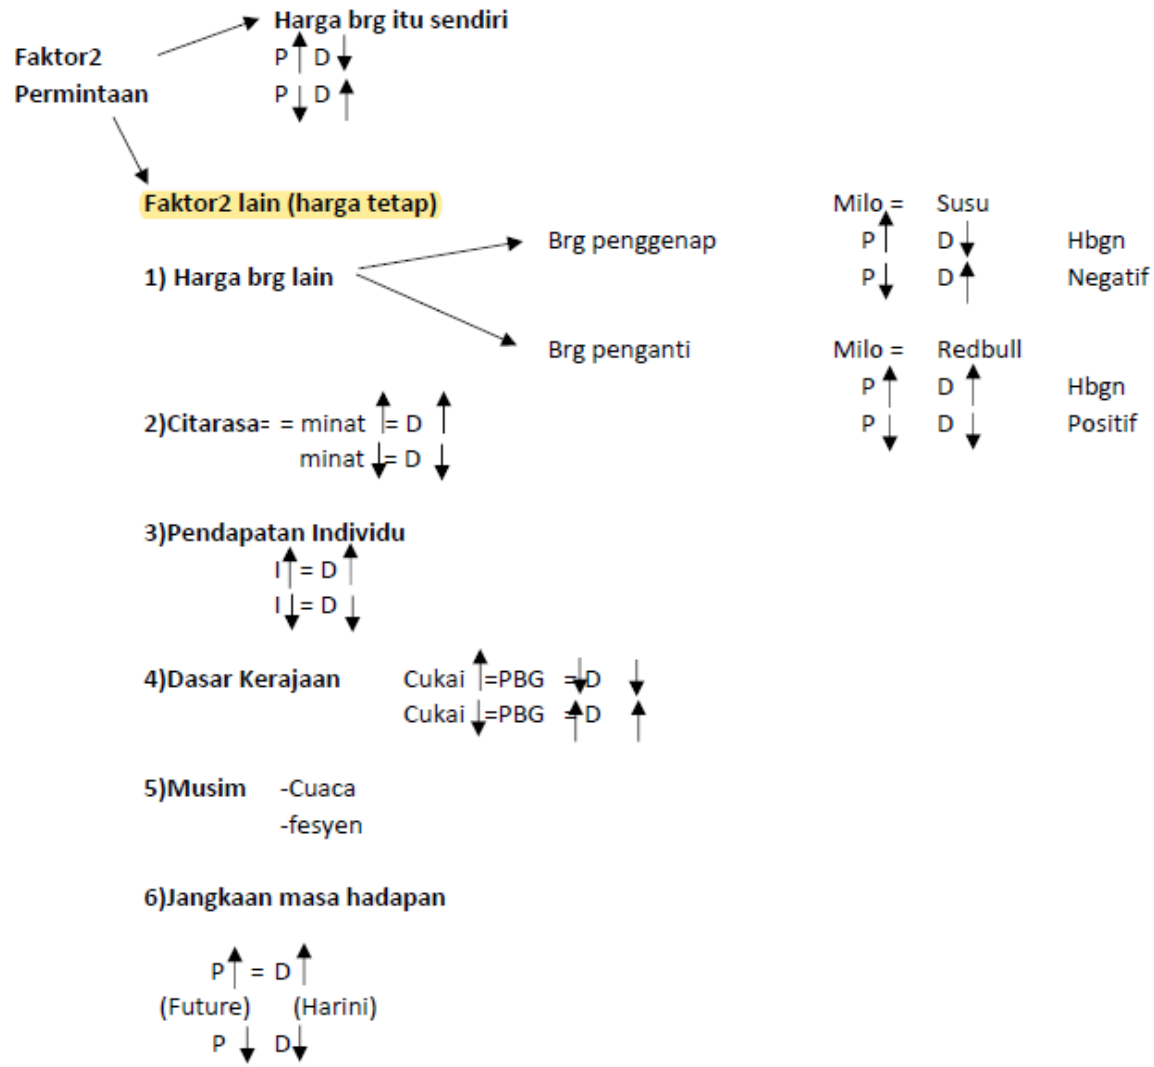 Harga brg itu sendiri
Faktor2
Permintaan
P↑ D↓
P↓ D↑
Faktor2 lain (harga tetap)
1) Harga brg lain
Brg penggenap
Milo = Susu
P↑ D↓ Hbgn
P↓ D↑ Negatif
Brg penganti
Milo = Redbull
P↑ D↑ Hbgn
P↓ D↓ Positif
2)Citarasa= = minat ↑= D ↑
minat ↓= D ↓
3)Pendapatan Individu
I↑= D↑
I↓= D↓
4)Dasar Kerajaan Cukai ↑=PBG =↓D ↓
Cukai ↓=PBG =↑D ↑
5)Musim -Cuaca
-fesyen
6)Jangkaan masa hadapan
P↑ = D↑
(Future) (Harini)
P ↓ D↓